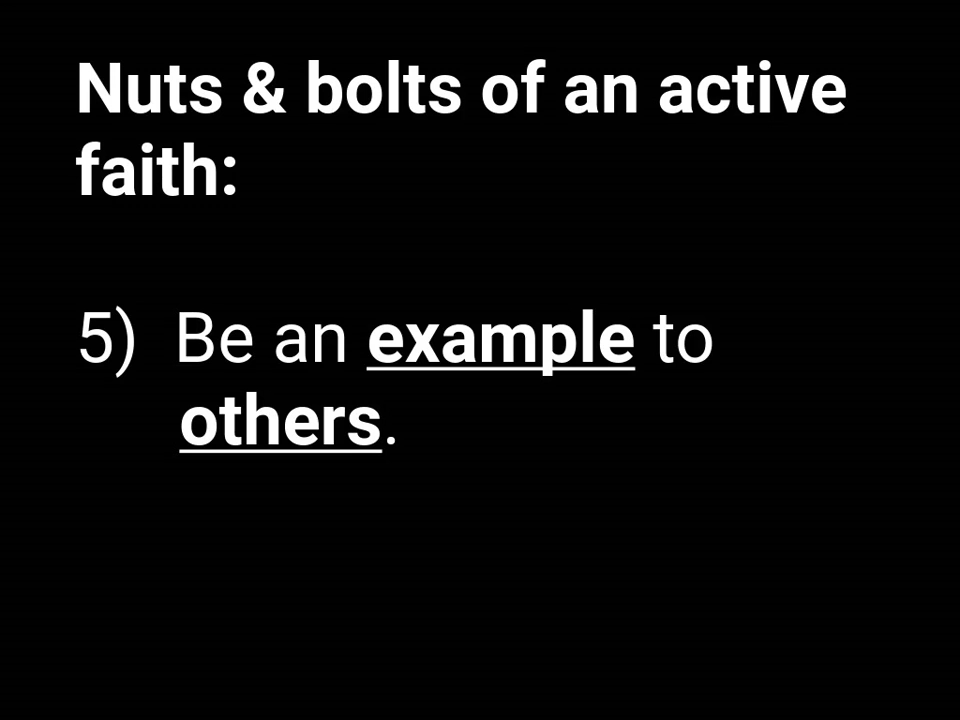 Nuts & bolts of an active
faith:
5) Be an example to
others.